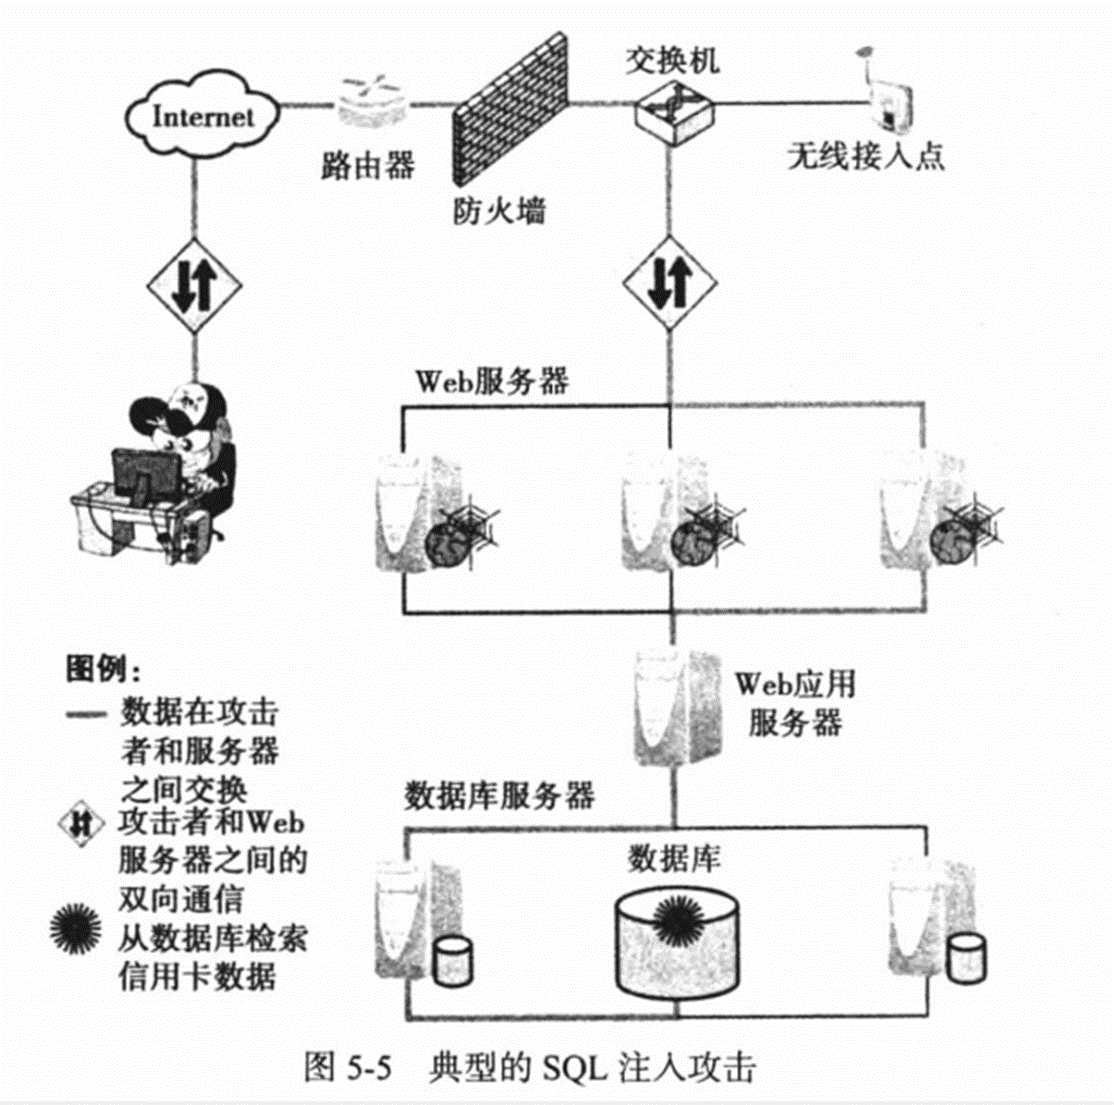 交换机
Internet
路由器
无线接入点
防火墙
Web服务器
Web应用
服务器
图例：
数据在攻击
者和服务器
之间交换
攻击者和Web
服务器之间的
双向通信
从数据库检索
信用卡数据
数据库服务器
数据库
图 5-5 典型的 SQL 注入攻击